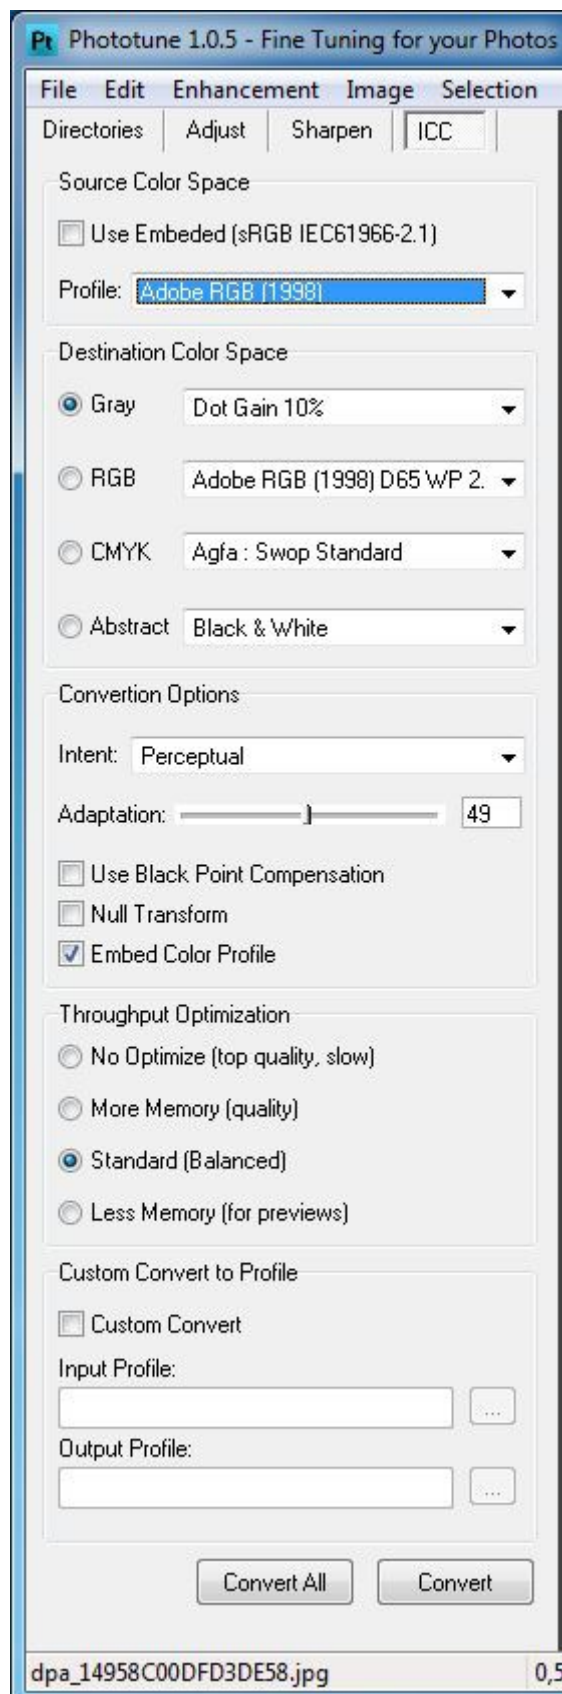 Pt Phototune 1.0.5 - Fine Tuning for your Photos
File Edit Enhancement Image Selection
Directories Adjust Sharpen ICC
Source Color Space
Use Embeded (sRGB IEC61966-2.1)
Profile: Adobe RGB (1998)
Destination Color Space
Gray Dot Gain 10%
RGB Adobe RGB (1998) D65 WP 2.
CMYK Agfa : Swop Standard
Abstract Black & White
Convertion Options
Intent: Perceptual
Adaptation: 49
Use Black Point Compensation
Null Transform
Embed Color Profile
Throughput Optimization
No Optimize (top quality, slow)
More Memory (quality)
Standard (Balanced)
Less Memory (for previews)
Custom Convert to Profile
Custom Convert
Input Profile:
...
Output Profile:
...
Convert All Convert
dpa_14958C00DFD3DE58.jpg 0,5